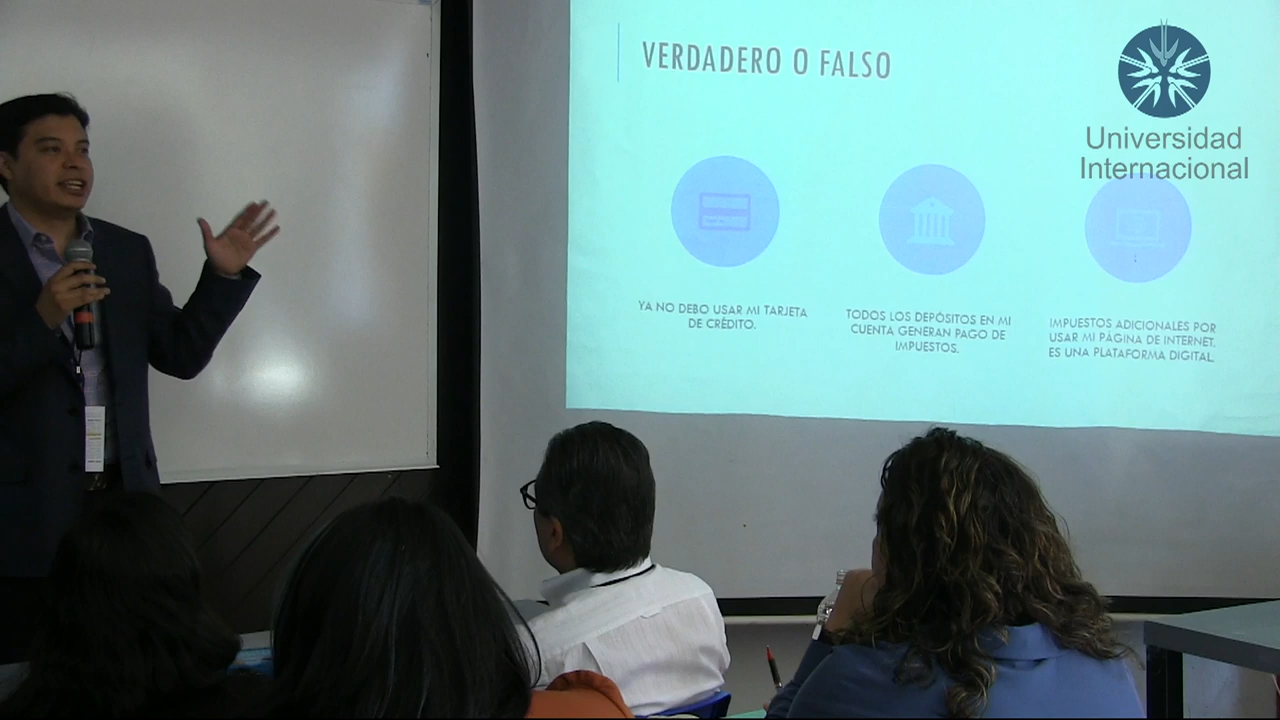 VERDADERO O FALSO
Universidad
Internacional
YA NO DEBO USAR MI TARJETA
DE CRÉDITO.
TODOS LOS DEPÓSITOS EN MI
CUENTA GENERAN PAGO DE
IMPUESTOS.
IMPUESTOS ADICIONALES POR
USAR MI PÁGINA DE INTERNET.
ES UNA PLATAFORMA DIGITAL.